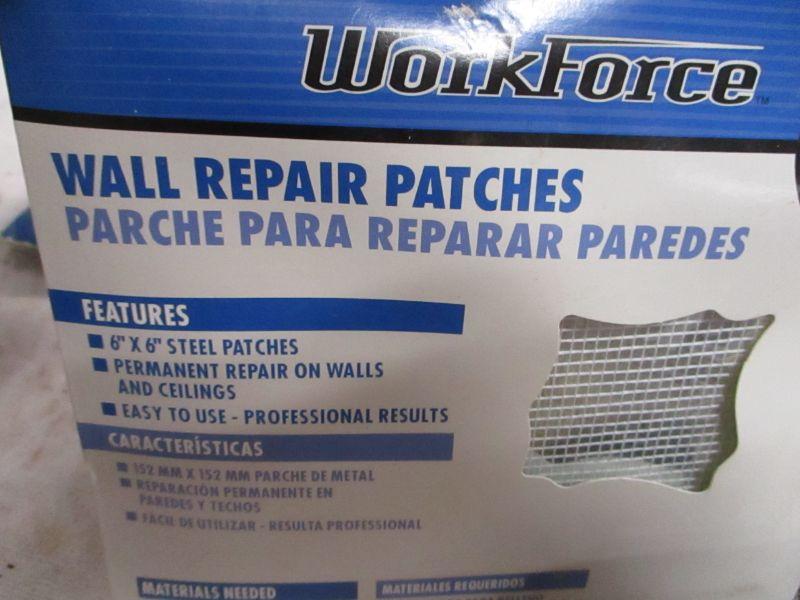 WorkForce™
WALL REPAIR PATCHES
PARCHE PARA REPARAR PAREDES
FEATURES
■ 6" X 6" STEEL PATCHES
■ PERMANENT REPAIR ON WALLS
AND CEILINGS
■ EASY TO USE - PROFESSIONAL RESULTS
CARACTERÍSTICAS
■ 152 MM X 152 MM PARCHE DE METAL
■ REPARACIÓN PERMANENTE EN
PAREDES Y TECHOS
■ FACIL DE UTILIZAR - RESULTA PROFESSIONAL
MATERIALS NEEDED
MATERIALES REQUERIDOS